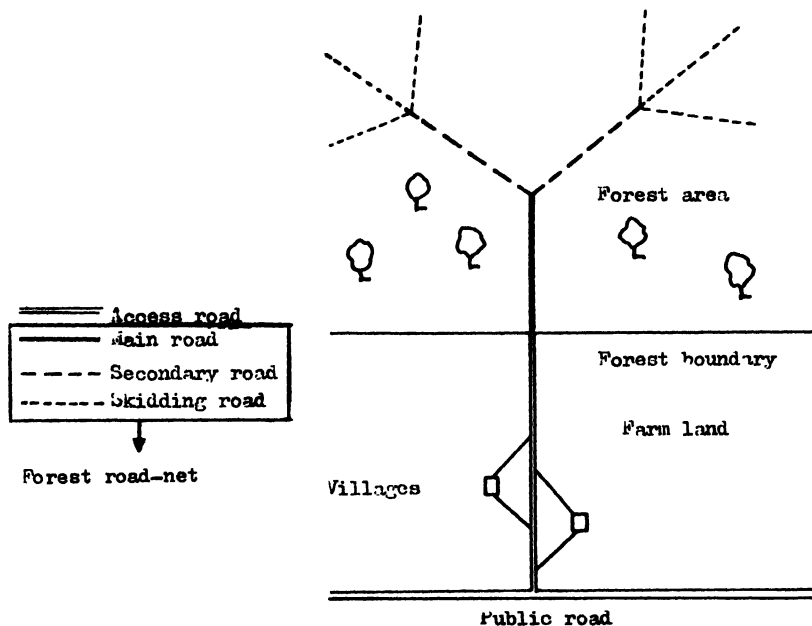 Forest area
Access road
Main road
Secondary road
Skidding road
Forest road-net
Forest boundary
Farm land
Villages
Public road